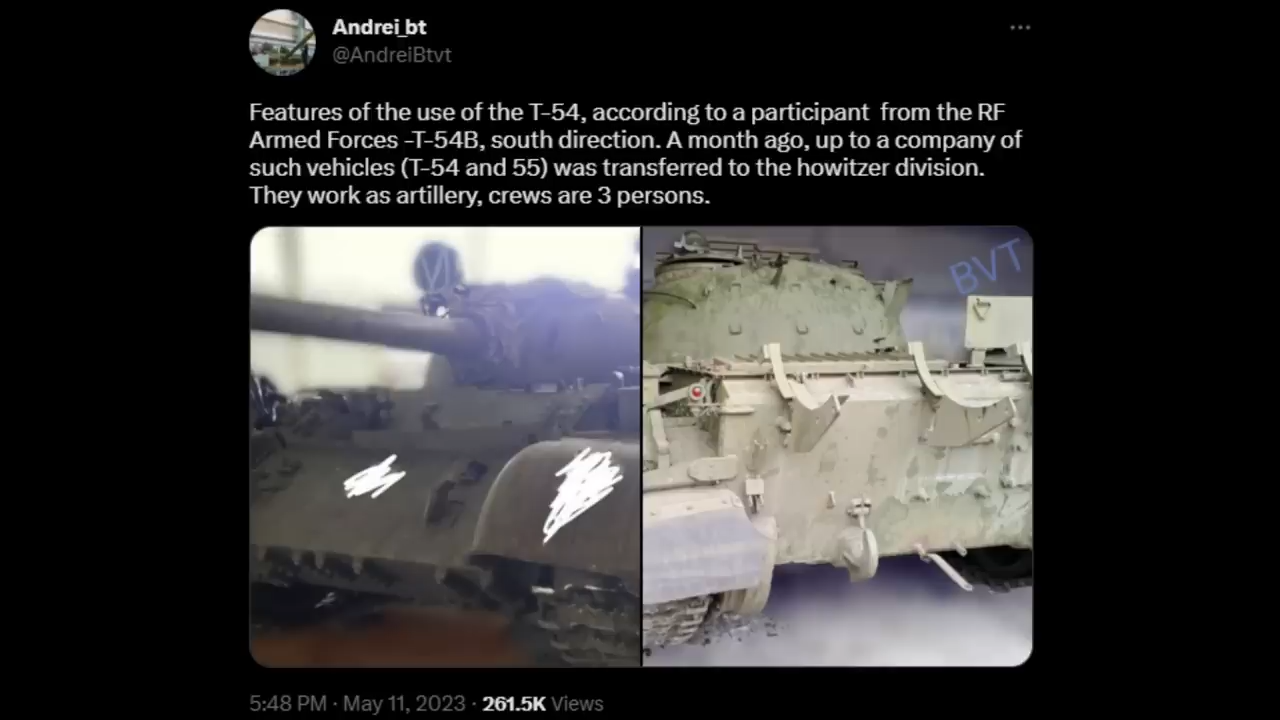 Andrei_bt
@AndreiBtvt
Features of the use of the T-54, according to a participant  from the RF
Armed Forces -T-54B, south direction. A month ago, up to a company of
such vehicles (T-54 and 55) was transferred to the howitzer division.
They work as artillery, crews are 3 persons.
BVT
5:48 PM · May 11, 2023 · 261.5K Views